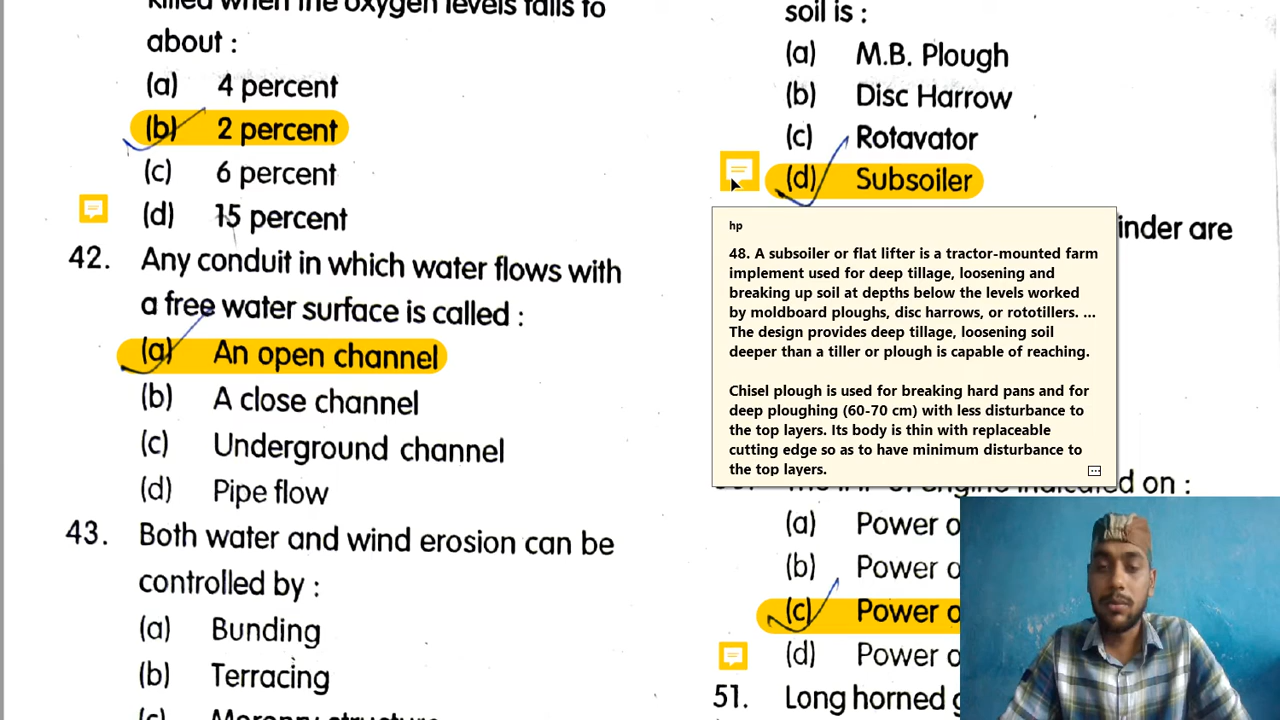 killed when the oxygen levels falls to
about :
(a) 4 percent
(b) 2 percent
(c) 6 percent
(d) 15 percent
42. Any conduit in which water flows with
a free water surface is called :
(a) An open channel
(b) A close channel
(c) Underground channel
(d) Pipe flow
43. Both water and wind erosion can be
controlled by :
(a) Bunding
(b) Terracing
(c) Masonry structure
soil is :
(a) M.B. Plough
(b) Disc Harrow
(c) Rotavator
(d) Subsoiler
inder are
hp
48. A subsoiler or flat lifter is a tractor-mounted farm
implement used for deep tillage, loosening and
breaking up soil at depths below the levels worked
by moldboard ploughs, disc harrows, or rototillers. ...
The design provides deep tillage, loosening soil
deeper than a tiller or plough is capable of reaching.
Chisel plough is used for breaking hard pans and for
deep ploughing (60-70 cm) with less disturbance to
the top layers. Its body is thin with replaceable
cutting edge so as to have minimum disturbance to
the top layers.
engine indicated on :
(a) Power o
(b) Power o
(c) Power o
(d) Power o
51. Long horned g